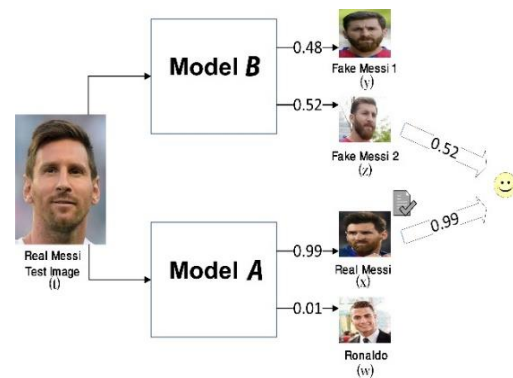 Model B
0.48
Fake Messi 1
(y)
0.52
Fake Messi 2
(z)
0.52
Real Messi
Test Image
(t)
Model A
0.99
Real Messi
(x)
0.99
0.01
Ronaldo
(w)